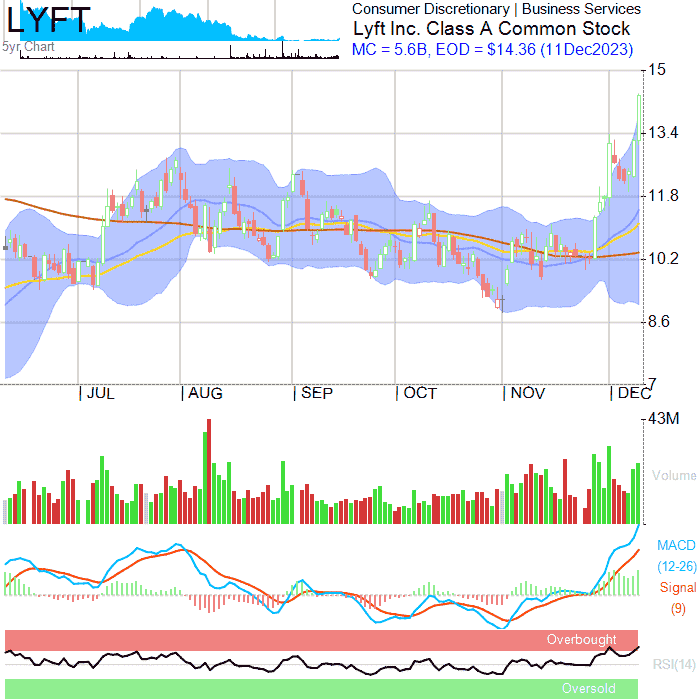 LYFT
5yr Chart
Consumer Discretionary | Business Services
Lyft Inc. Class A Common Stock
MC = 5.6B, EOD = $14.36 (11Dec2023)
15
13.4
11.8
10.2
8.6
7
JUL
AUG
SEP
OCT
NOV
DEC
43M
Volume
MACD
(12-26)
Signal
(9)
Overbought
RSI(14)
Oversold